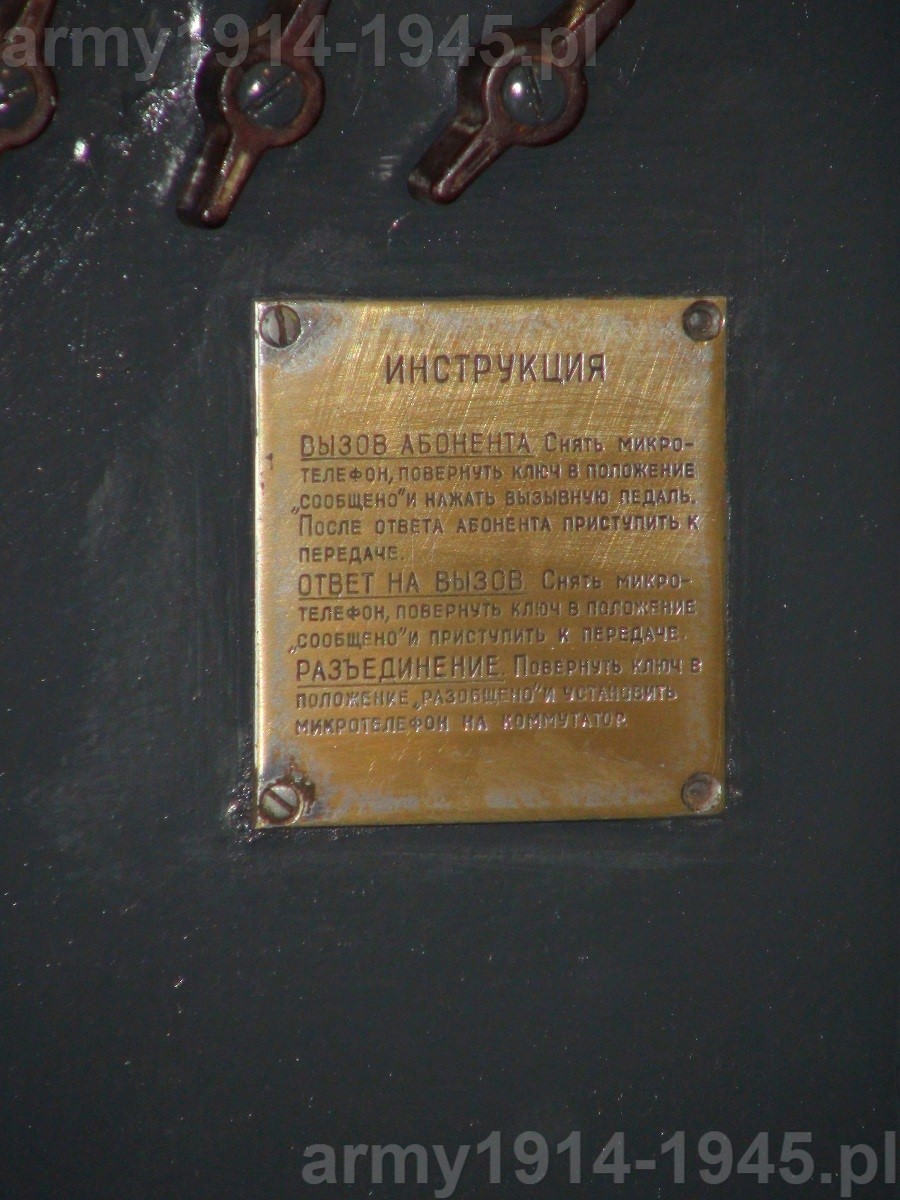 army1914-1945.pl
ИНСТРУКЦИЯ
ВЫЗОВ АБОНЕНТА. Снять микро-
телефон, повернуть ключ в положение
„сообщено" и нажать вызывную педаль.
После ответа абонента приступить к
передаче.
ОТВЕТ НА ВЫЗОВ. Снять микро-
телефон, повернуть ключ в положение
„сообщено" и приступить к передаче.
РАЗЪЕДИНЕНИЕ. Повернуть ключ в
положение „разобщено" и установить
микротелефон на коммутатор.
army1914-1945.pl